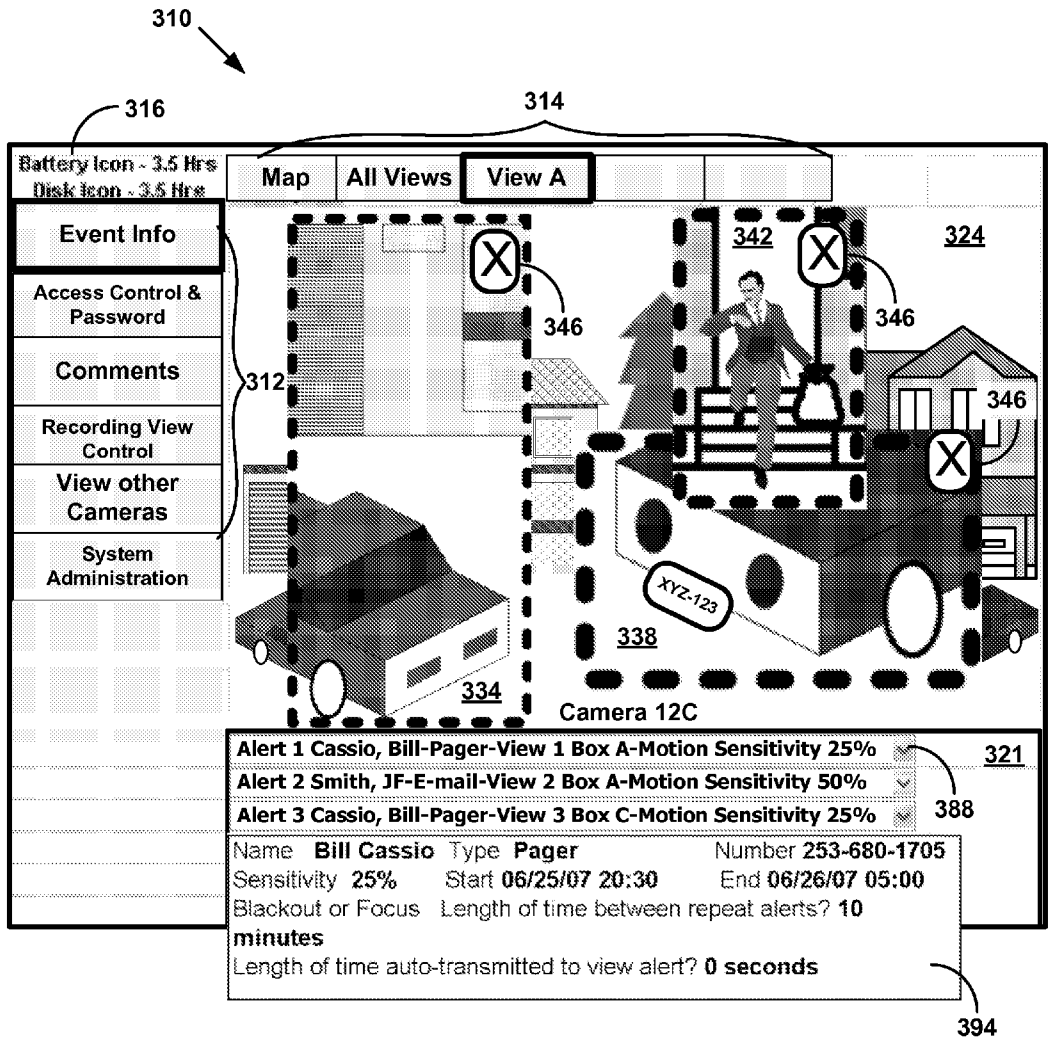 310
316
314
Battery Icon - 3.5 Hrs
Disk Icon - 3.5 Hrs
Map All Views View A
Event Info
Access Control &
Password
Comments
Recording View
Control
View other
Cameras
System
Administration
312
X
346
342
X
346
324
346
X
XYZ-123
338
334
Camera 12C
Alert 1 Cassio, Bill-Pager-View 1 Box A-Motion Sensitivity 25%
321
Alert 2 Smith, JF-E-mail-View 2 Box A-Motion Sensitivity 50%
388
Alert 3 Cassio, Bill-Pager-View 3 Box C-Motion Sensitivity 25%
Name Bill Cassio Type Pager Number 253-680-1705
Sensitivity 25% Start 06/25/07 20:30 End 06/26/07 05:00
Blackout or Focus Length of time between repeat alerts? 10
minutes
Length of time auto-transmitted to view alert? 0 seconds
394